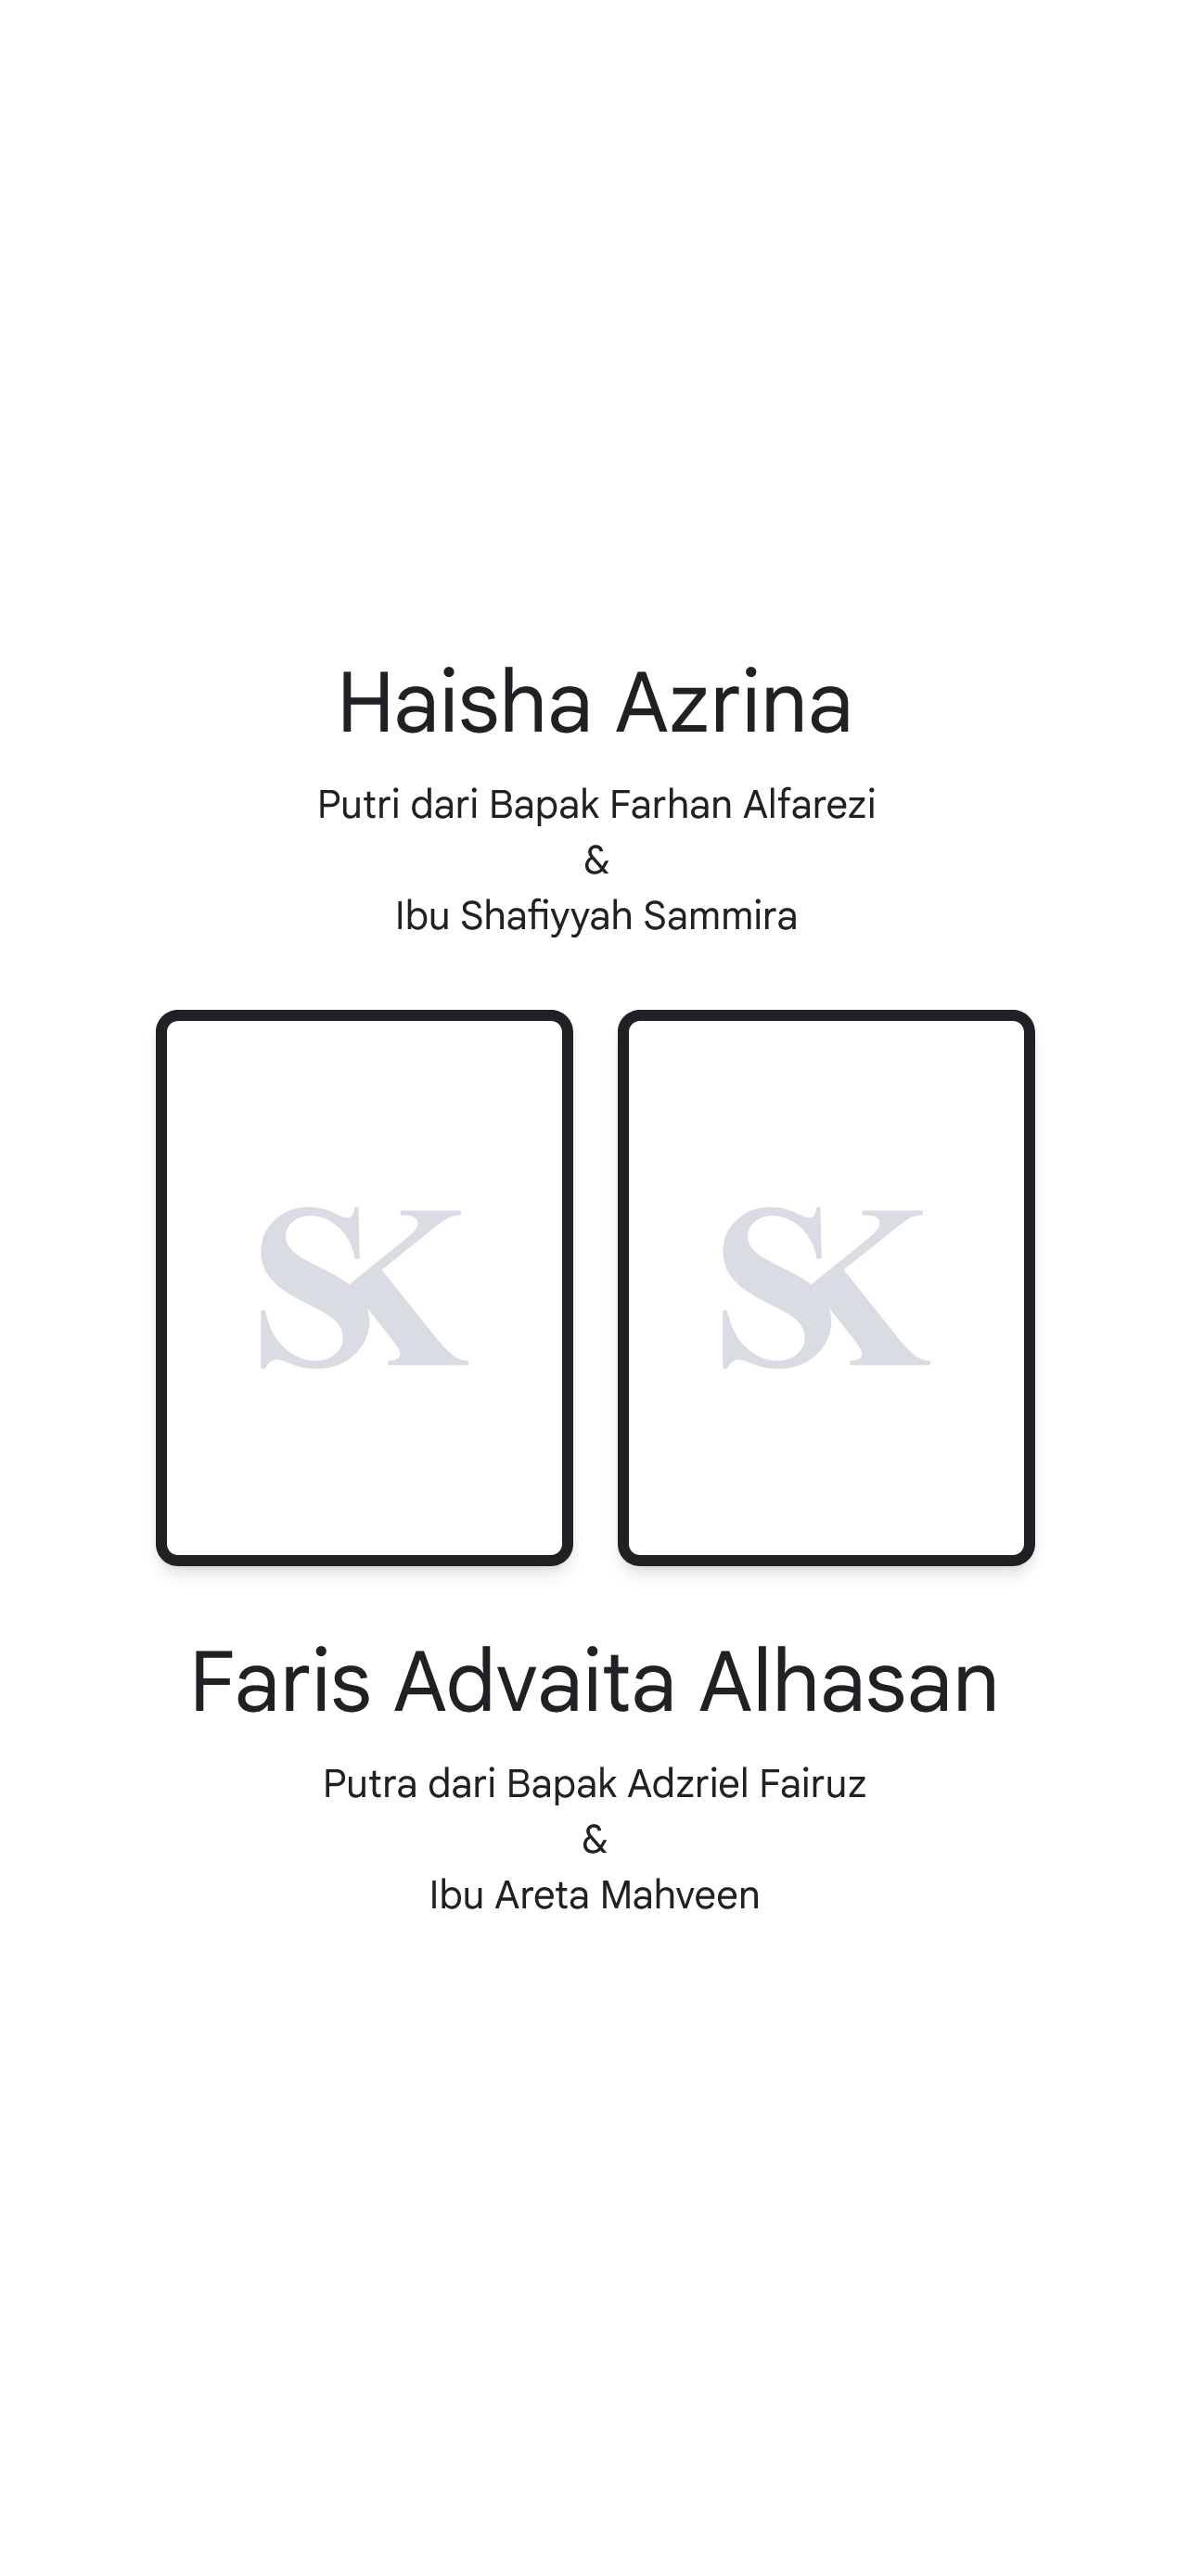 Haisha Azrina
Putri dari Bapak Farhan Alfarezi
&
Ibu Shafiyyah Sammira
SK SK
Faris Advaita Alhasan
Putra dari Bapak Adzriel Fairuz
&
Ibu Areta Mahveen